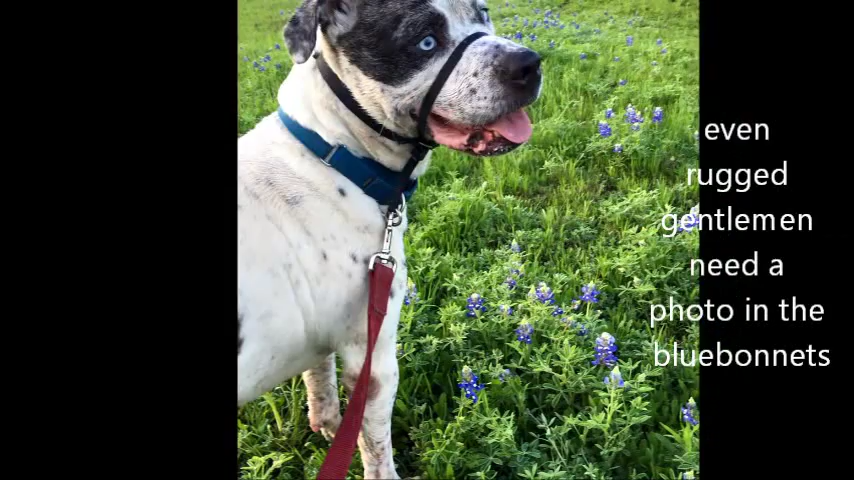 even
rugged
gentlemen
need a
photo in the
bluebonnets